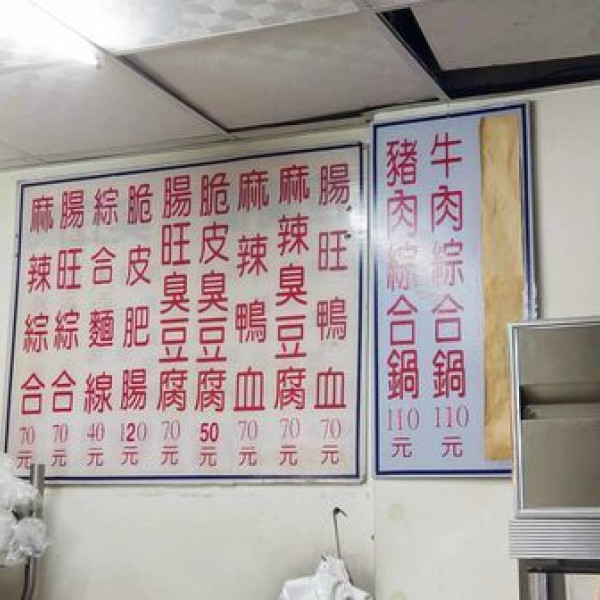 牛肉綜合鍋 110元
豬肉綜合鍋 110元
腸旺鴨血 70元
麻辣臭豆腐 70元
麻辣鴨血 70元
脆皮臭豆腐 50元
腸旺臭豆腐 70元
脆皮肥腸 120元
綜合麵線 40元
腸旺綜合 70元
麻辣綜合 70元